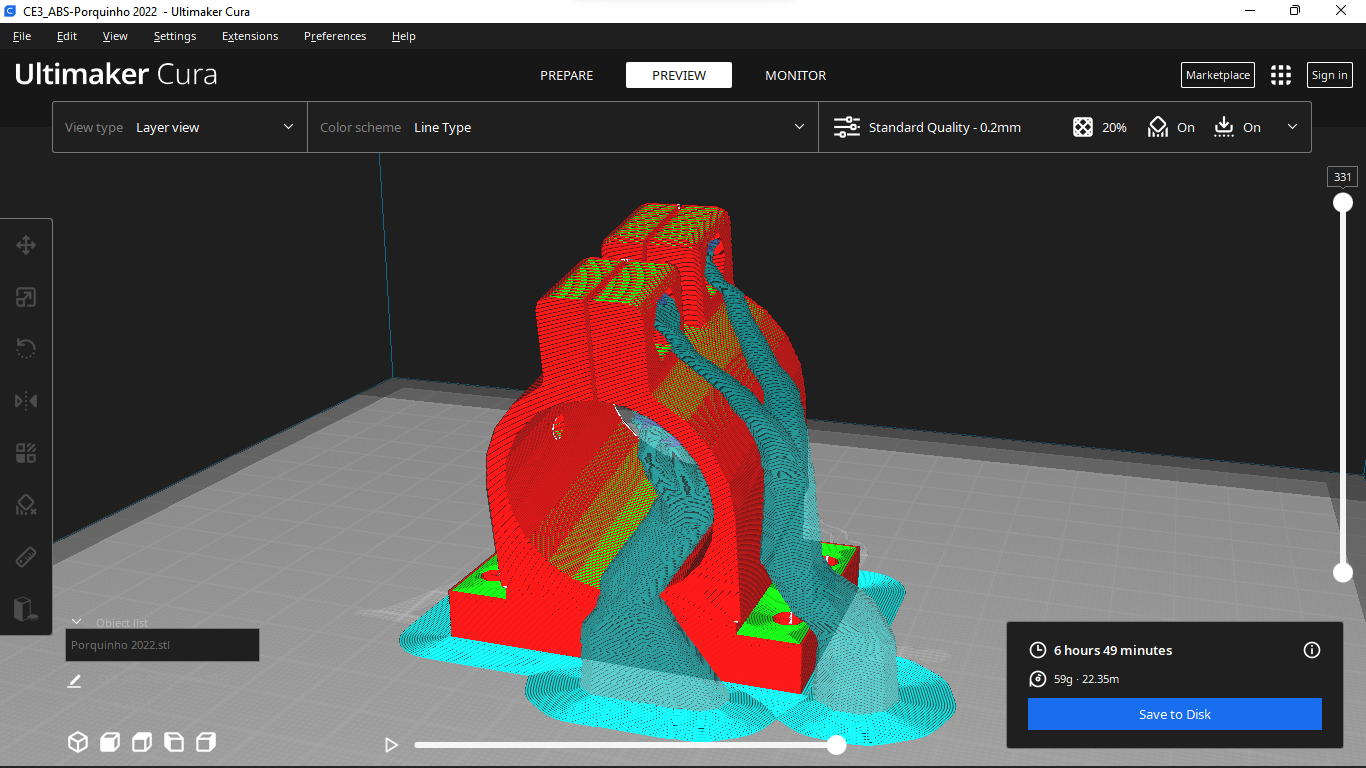 CE3_ABS-Porquinho 2022 - Ultimaker Cura
File Edit View Settings Extensions Preferences Help
Ultimaker Cura
PREPARE PREVIEW MONITOR
Marketplace Sign in
View type Layer view Color scheme Line Type Standard Quality - 0.2mm 20% On On
331
Object list
Porquinho 2022.stl
6 hours 49 minutes
59g · 22.35m
Save to Disk